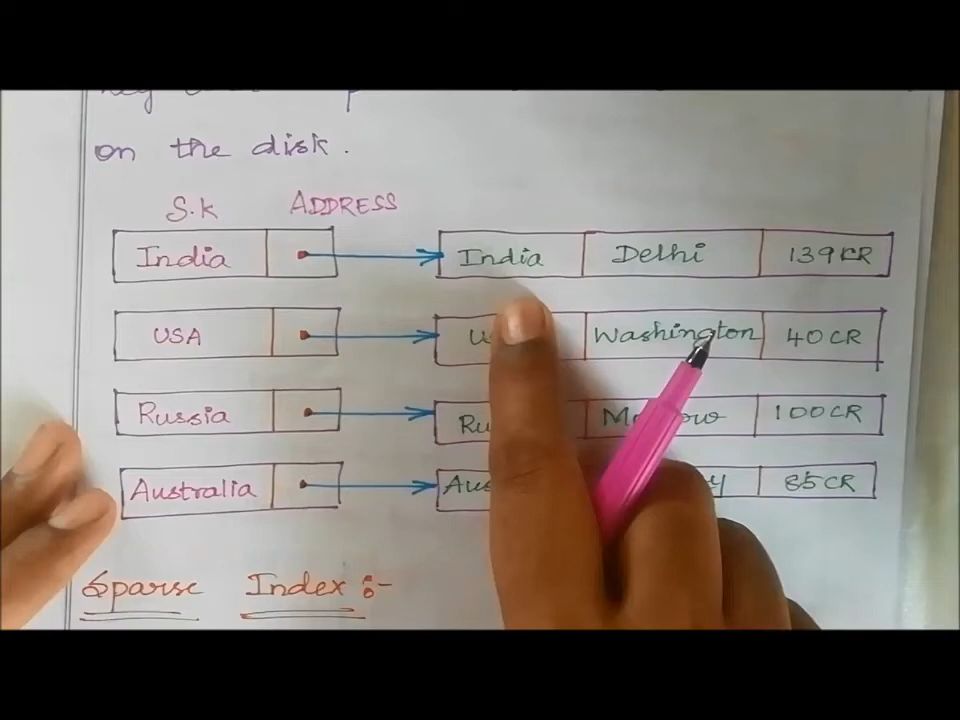 on the disk.
S.K ADDRESS
India India Delhi 139CR
USA Washington 40CR
Russia 100CR
Australia 85CR
Sparse Index :-